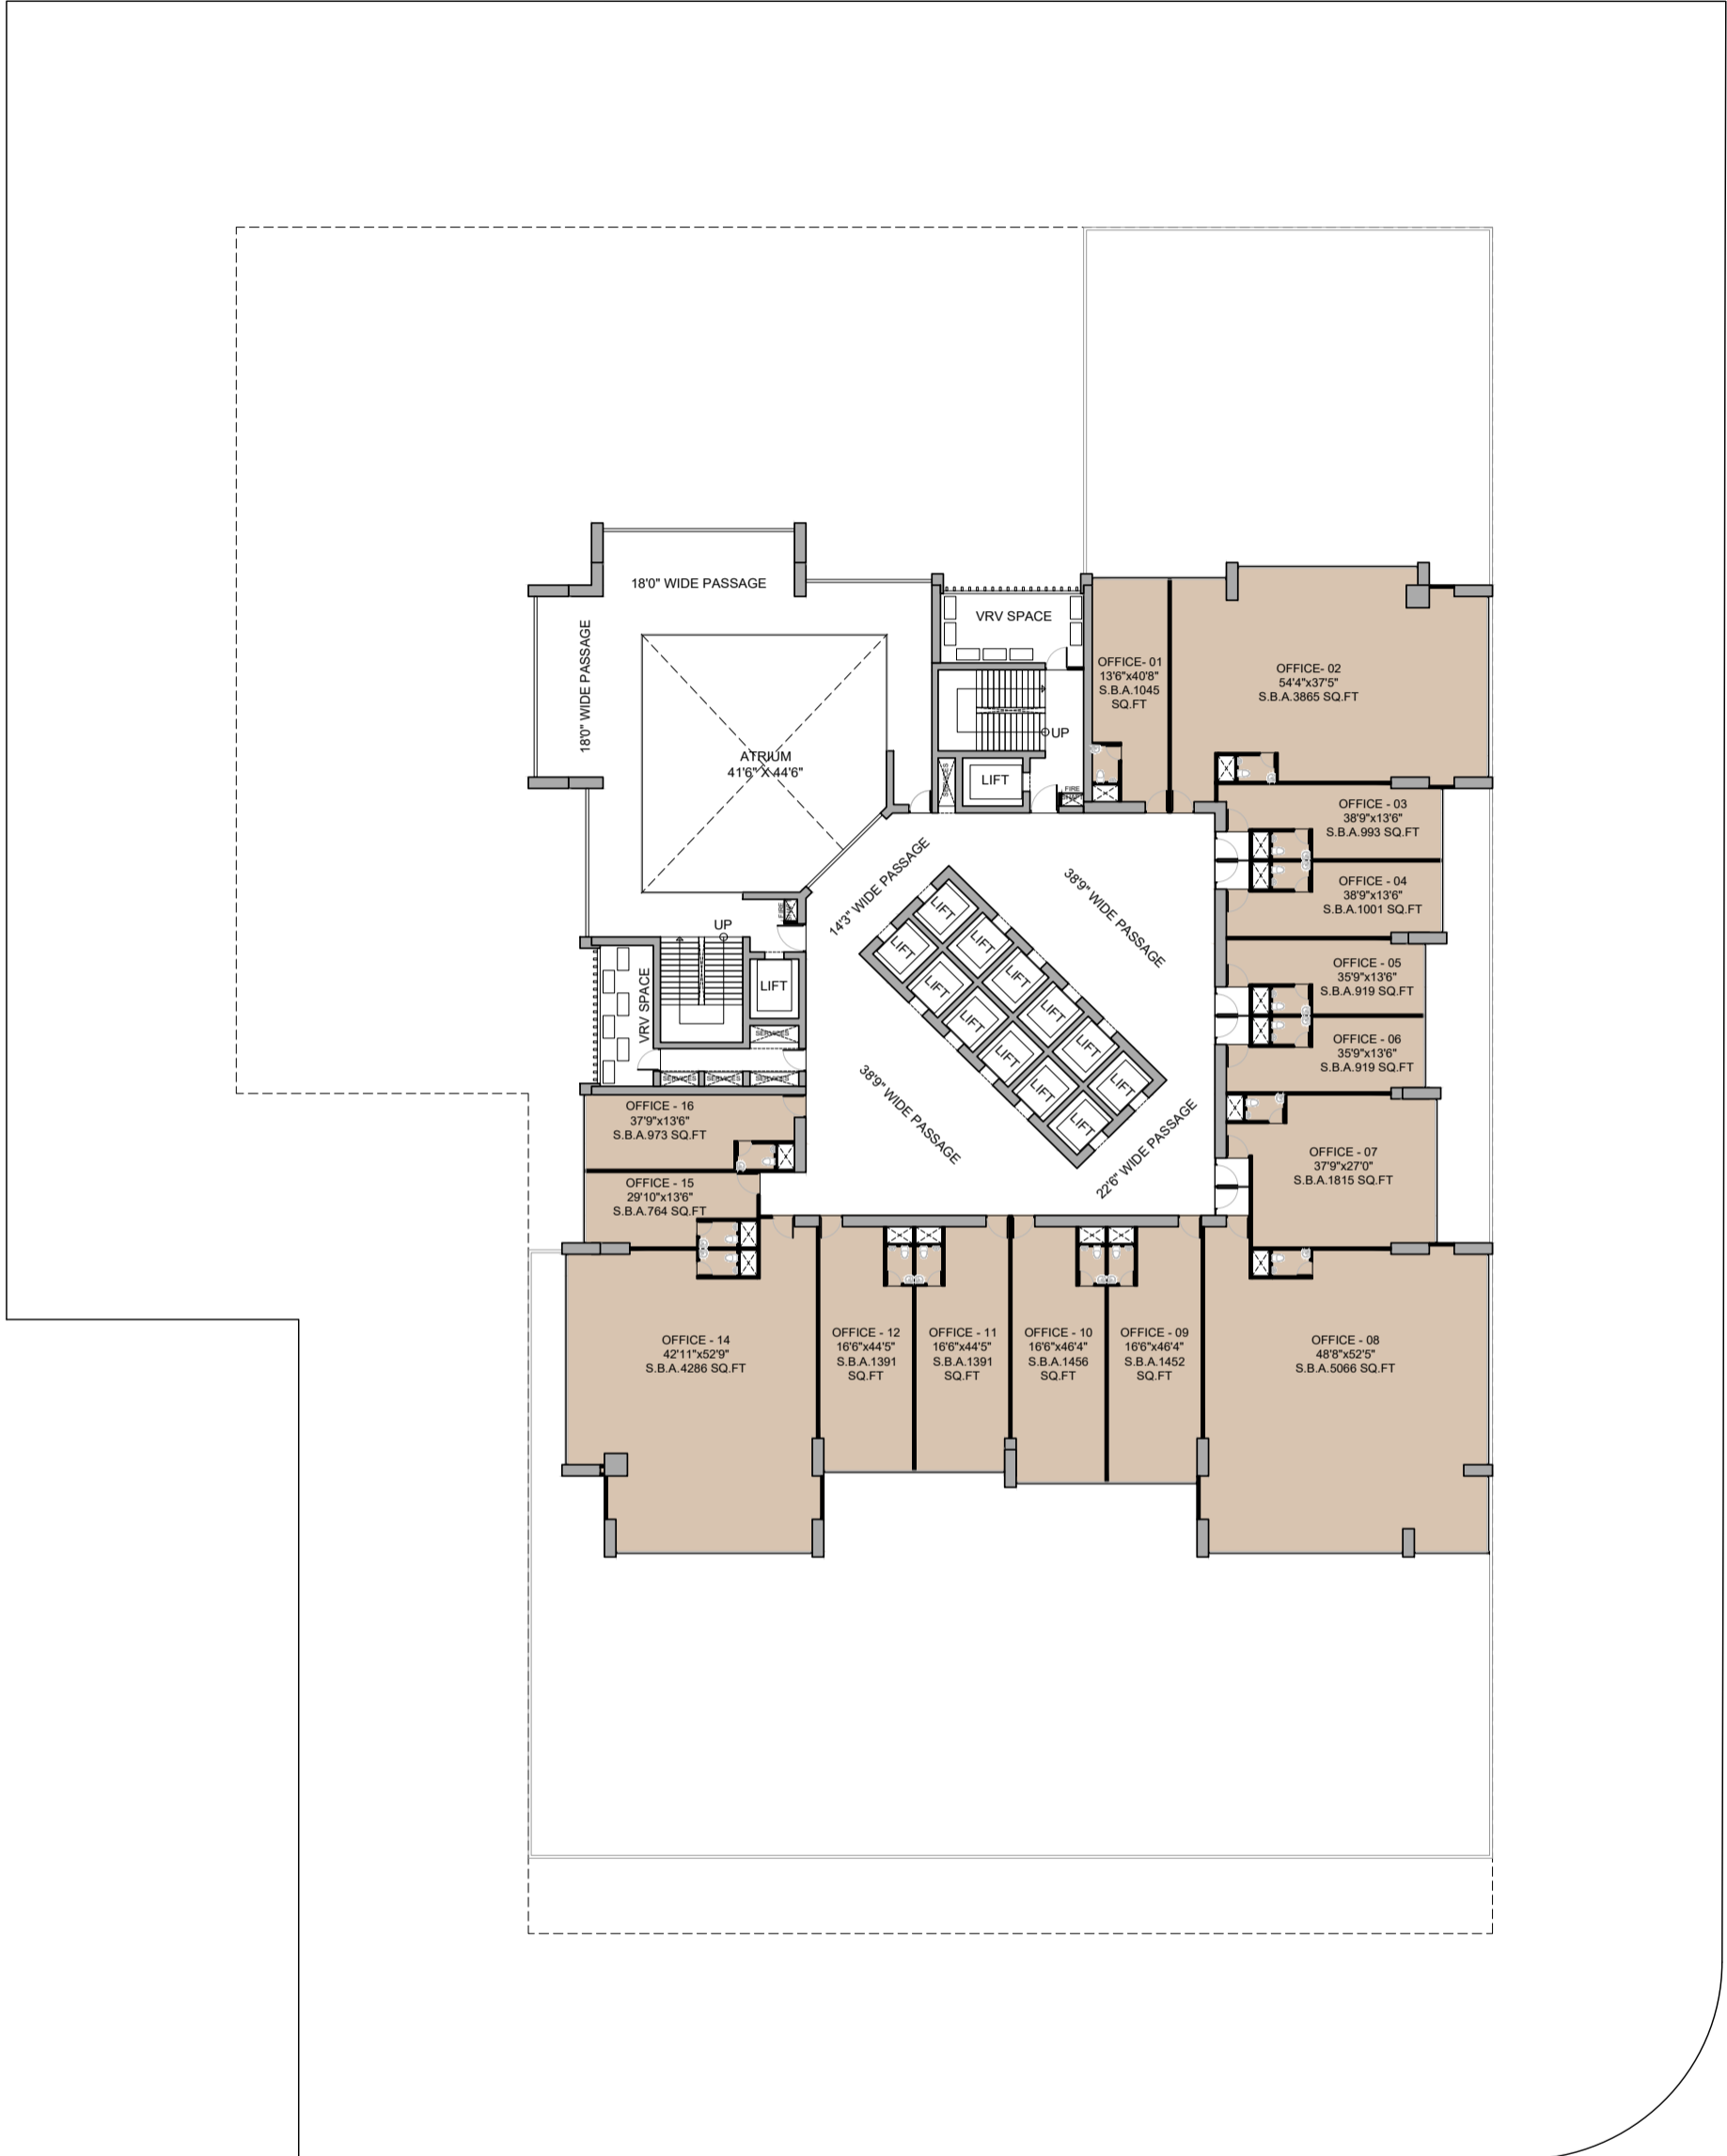 18'0" WIDE PASSAGE
18'0" WIDE PASSAGE
ATRIUM
41'6" X 44'6"
VRV SPACE
UP
LIFT
SERVICES
FIRE
OFFICE- 01
13'6"x40'8"
S.B.A.1045
SQ.FT
OFFICE- 02
54'4"x37'5"
S.B.A.3865 SQ.FT
OFFICE - 03
38'9"x13'6"
S.B.A.993 SQ.FT
OFFICE - 04
38'9"x13'6"
S.B.A.1001 SQ.FT
OFFICE - 05
35'9"x13'6"
S.B.A.919 SQ.FT
OFFICE - 06
35'9"x13'6"
S.B.A.919 SQ.FT
OFFICE - 07
37'9"x27'0"
S.B.A.1815 SQ.FT
14'3" WIDE PASSAGE
38'9" WIDE PASSAGE
LIFT
LIFT
LIFT
LIFT
LIFT
LIFT
LIFT
LIFT
LIFT
LIFT
LIFT
LIFT
38'9" WIDE PASSAGE
22'6" WIDE PASSAGE
UP
FIRE
LIFT
VRV SPACE
SERVICES
SERVICES
SERVICES
SERVICES
OFFICE - 16
37'9"x13'6"
S.B.A.973 SQ.FT
OFFICE - 15
29'10"x13'6"
S.B.A.764 SQ.FT
OFFICE - 14
42'11"x52'9"
S.B.A.4286 SQ.FT
OFFICE - 12
16'6"x44'5"
S.B.A.1391
SQ.FT
OFFICE - 11
16'6"x44'5"
S.B.A.1391
SQ.FT
OFFICE - 10
16'6"x46'4"
S.B.A.1456
SQ.FT
OFFICE - 09
16'6"x46'4"
S.B.A.1452
SQ.FT
OFFICE - 08
48'8"x52'5"
S.B.A.5066 SQ.FT